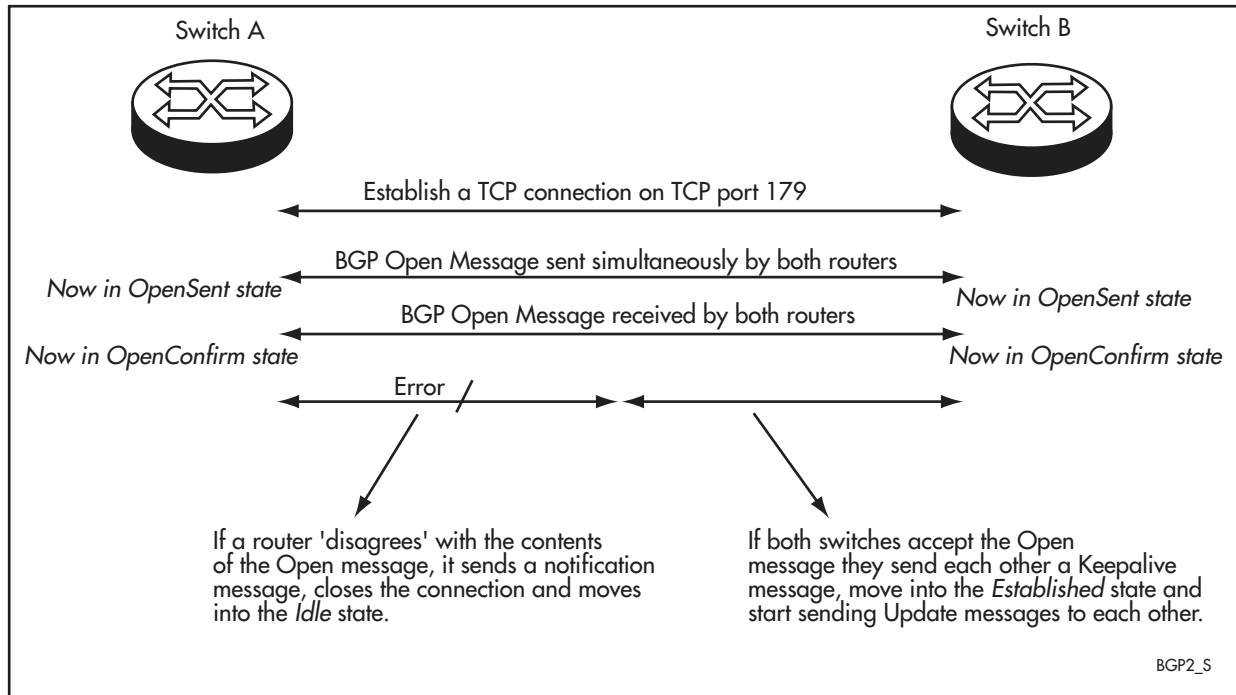 Switch A
Switch B
Establish a TCP connection on TCP port 179
BGP Open Message sent simultaneously by both routers
Now in OpenSent state
Now in OpenSent state
BGP Open Message received by both routers
Now in OpenConfirm state
Now in OpenConfirm state
Error
If a router 'disagrees' with the contents
of the Open message, it sends a notification
message, closes the connection and moves
into the Idle state.
If both switches accept the Open
message they send each other a Keepalive
message, move into the Established state and
start sending Update messages to each other.
BGP2_S